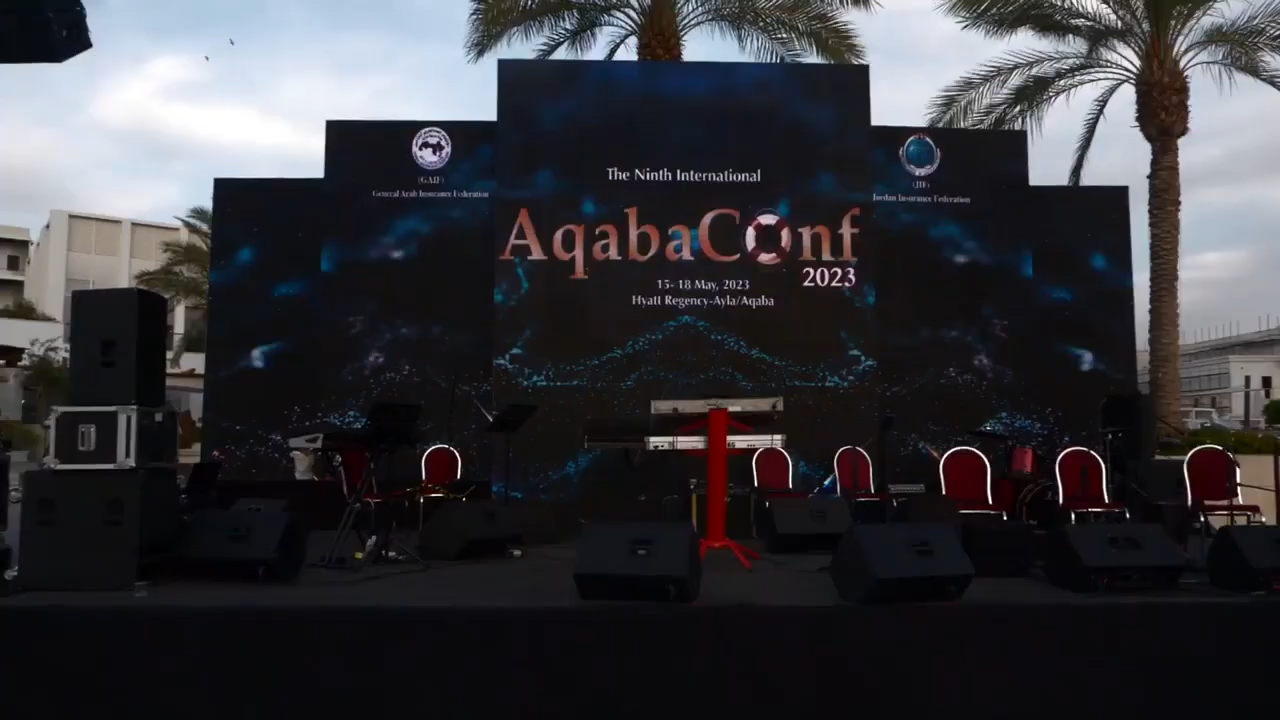 (GAIF)
General Arab Insurance Federation
The Ninth International
AqabaConf
2023
15- 18 May, 2023
Hyatt Regency-Ayla/Aqaba
(JIF)
Jordan Insurance Federation